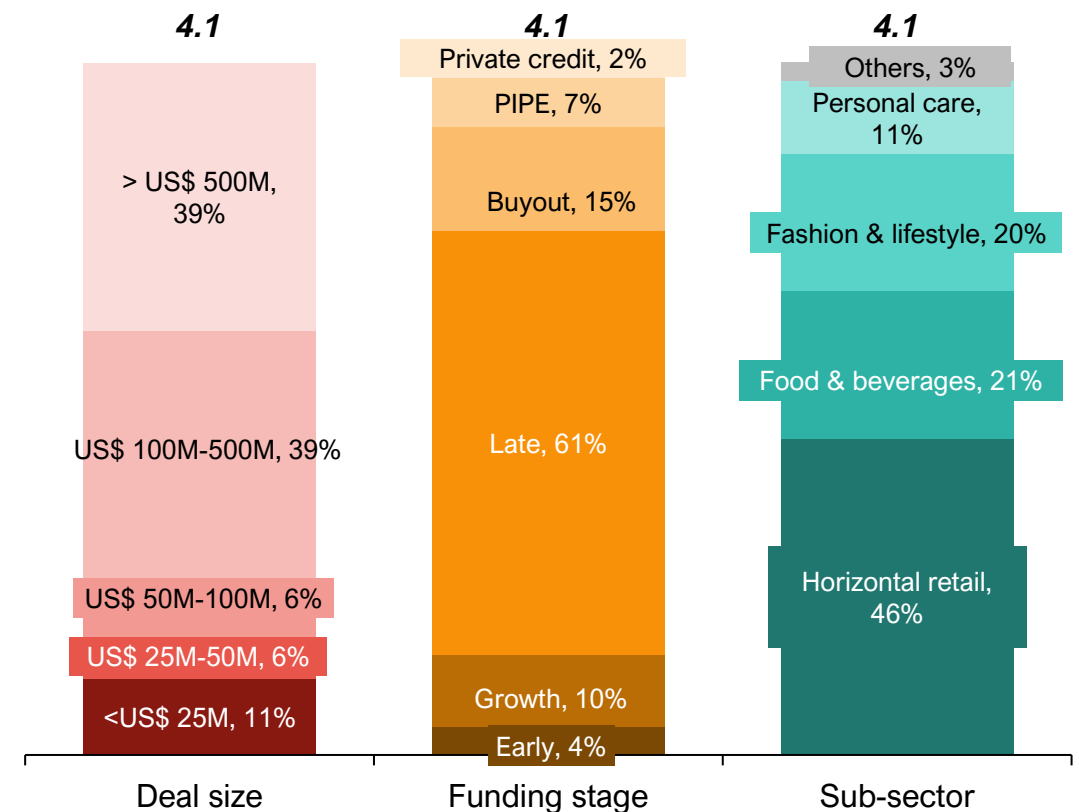 4.1
4.1
4.1
> US$ 500M,
39%
US$ 100M-500M, 39%
US$ 50M-100M, 6%
US$ 25M-50M, 6%
<US$ 25M, 11%
Private credit, 2%
PIPE, 7%
Buyout, 15%
Late, 61%
Growth, 10%
Early, 4%
Others, 3%
Personal care,
11%
Fashion & lifestyle, 20%
Food & beverages, 21%
Horizontal retail,
46%
Deal size
Funding stage
Sub-sector